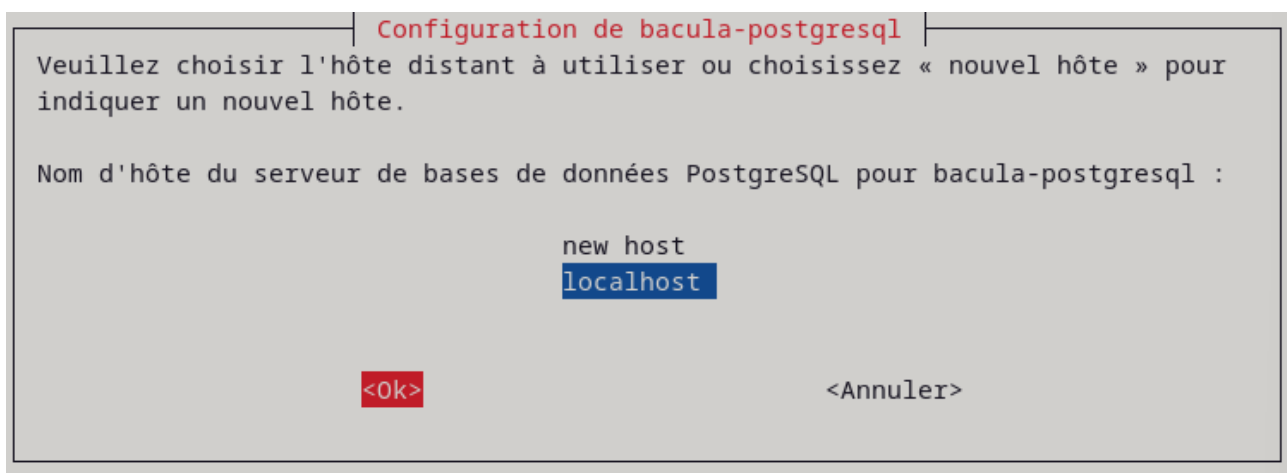 Configuration de bacula-postgresql
Veuillez choisir l'hôte distant à utiliser ou choisissez « nouvel hôte » pour
indiquer un nouvel hôte.
Nom d'hôte du serveur de bases de données PostgreSQL pour bacula-postgresql :
new host
localhost
<Ok> <Annuler>